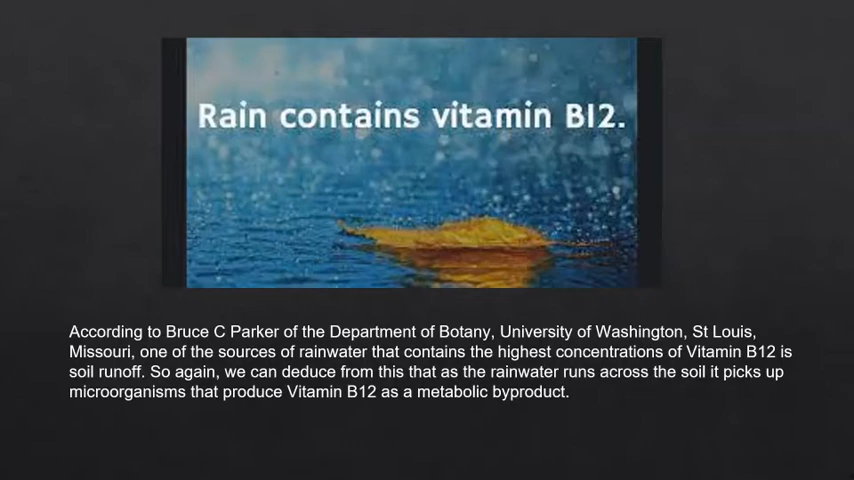 Rain contains vitamin B12.
According to Bruce C Parker of the Department of Botany, University of Washington, St Louis,
Missouri, one of the sources of rainwater that contains the highest concentrations of Vitamin B12 is
soil runoff. So again, we can deduce from this that as the rainwater runs across the soil it picks up
microorganisms that produce Vitamin B12 as a metabolic byproduct.